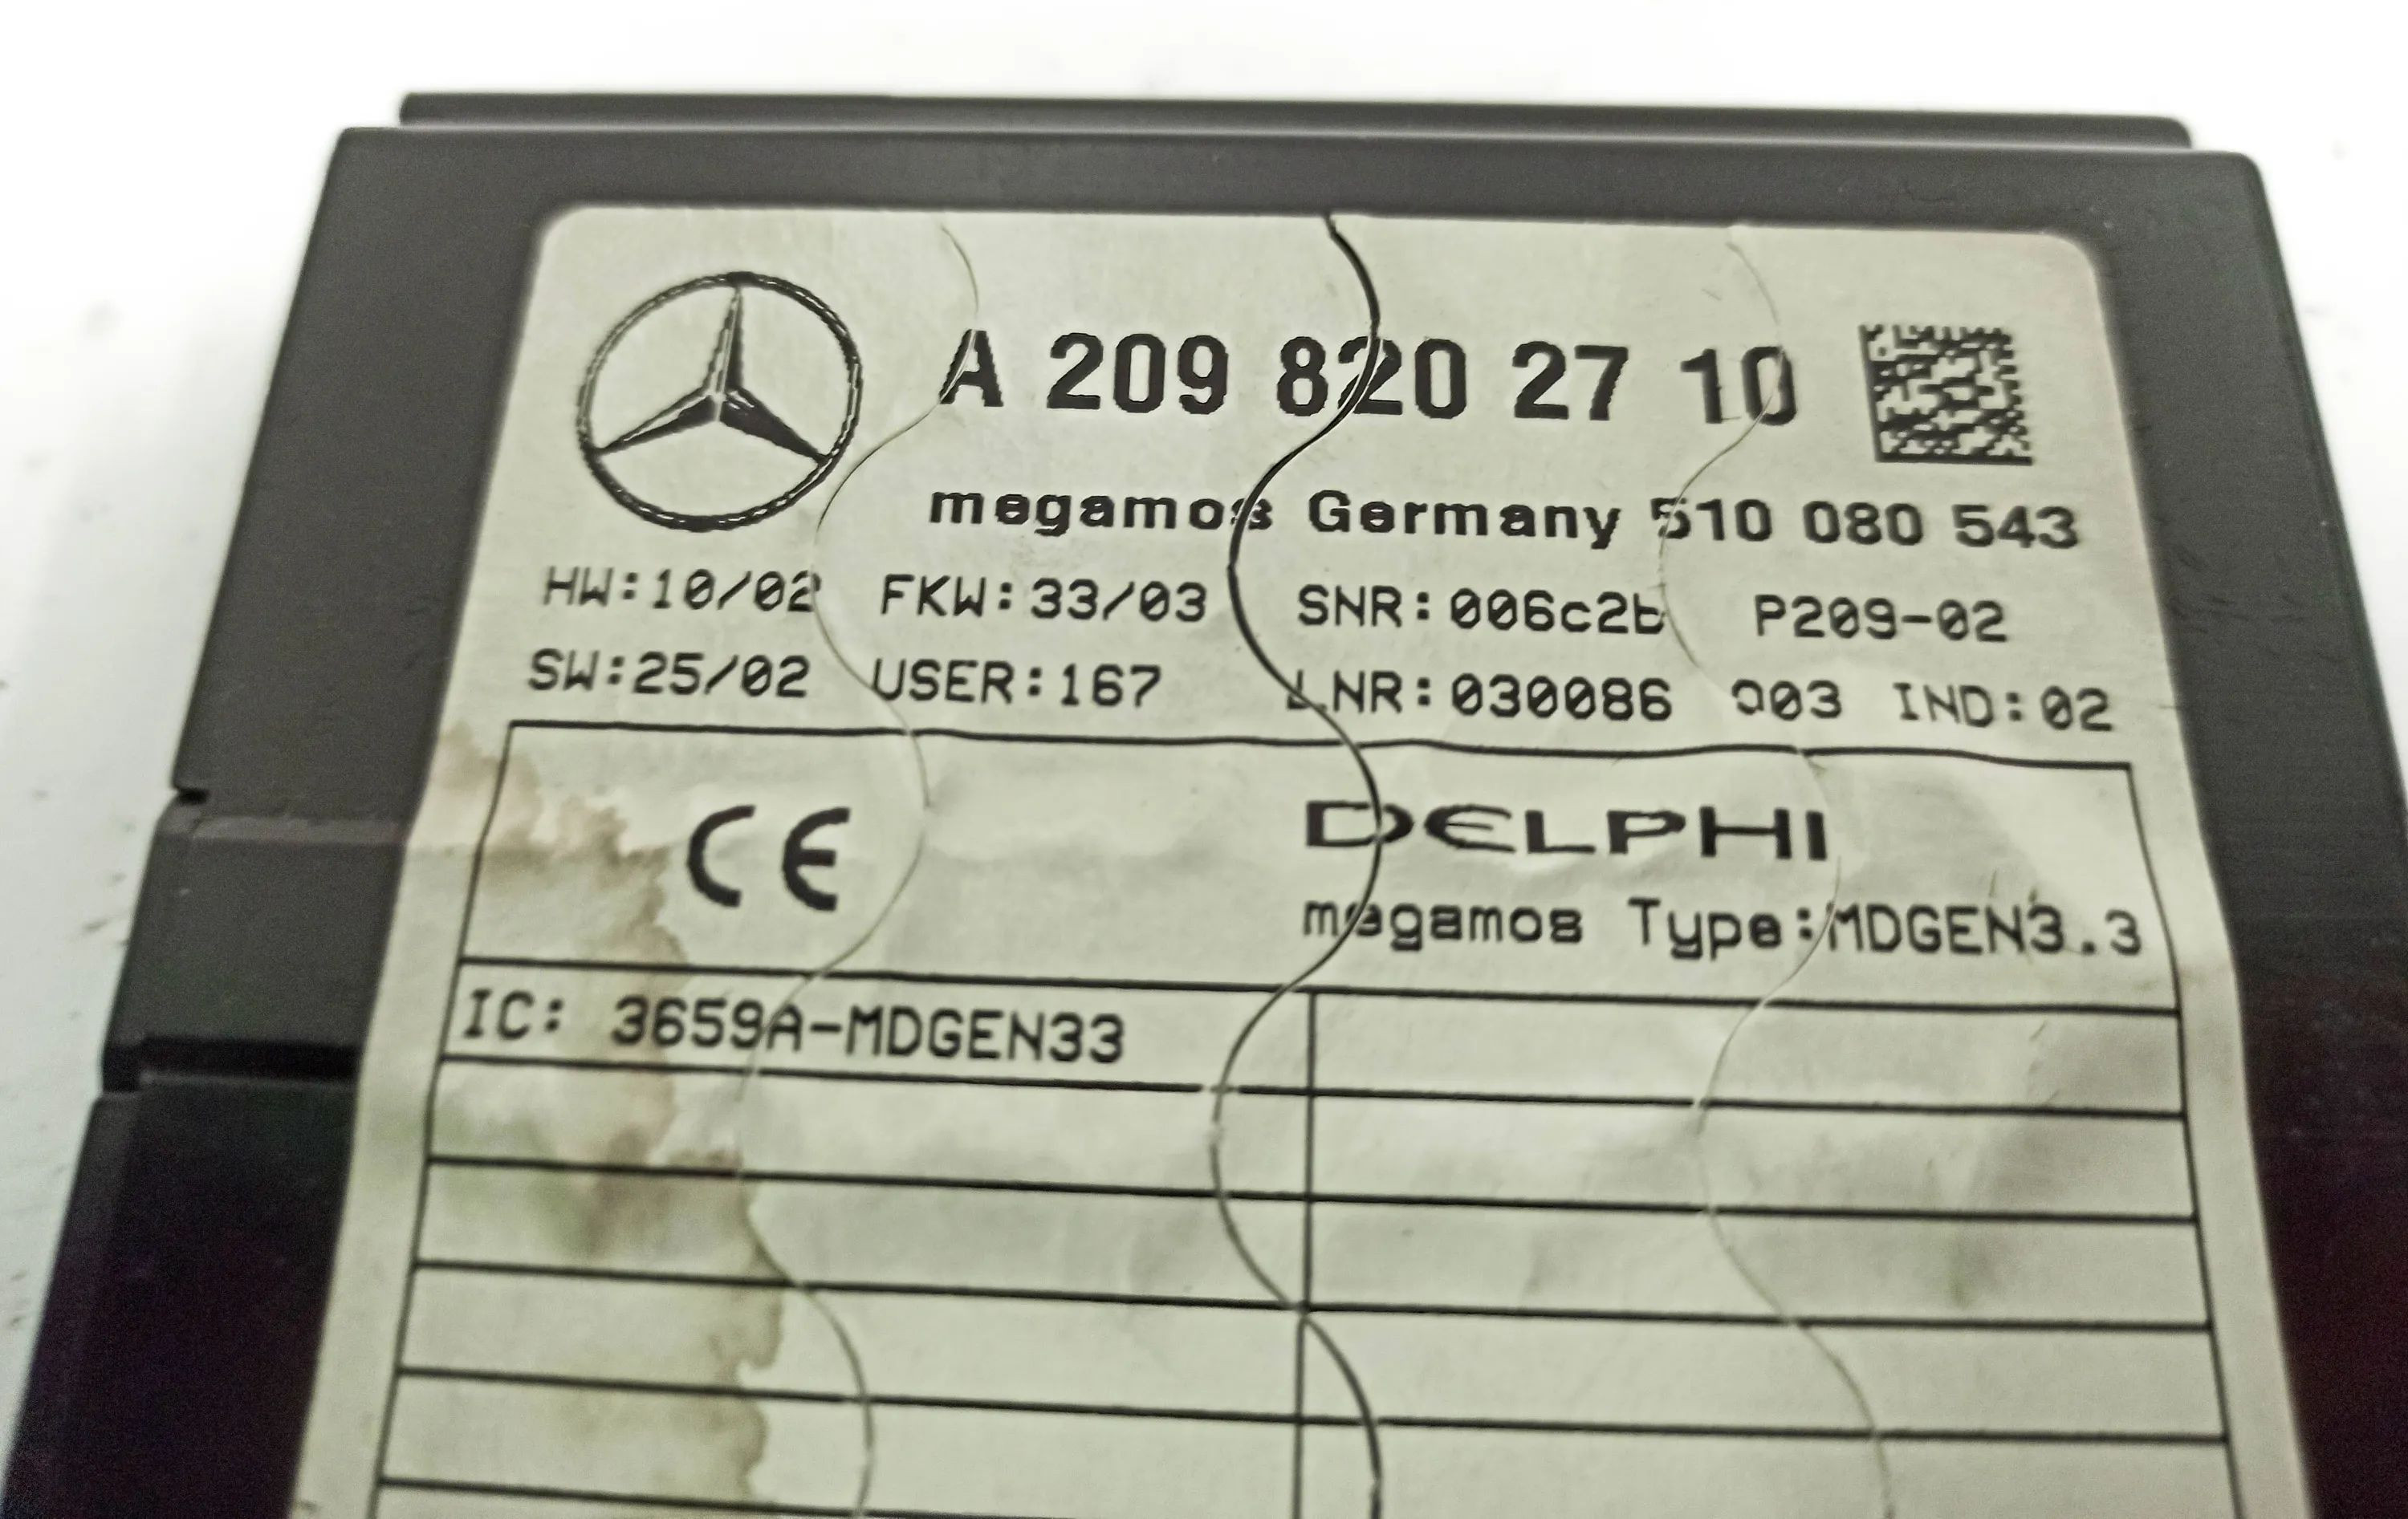 A 209 820 27 10
megamos Germany 510 080 543
HW:10/02 FKW:33/03 SNR:006c2b P209-02
SW:25/02 USER:167 LNR:030086 003 IND:02
CE DELPHI
megamos Type:MDGEN3.3
IC: 3659A-MDGEN33